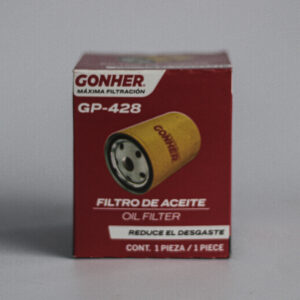 GONHER®
MÁXIMA FILTRACIÓN
GP-428
GONHER
FILTRO DE ACEITE
OIL FILTER
REDUCE EL DESGASTE
CONT. 1 PIEZA / 1 PIECE